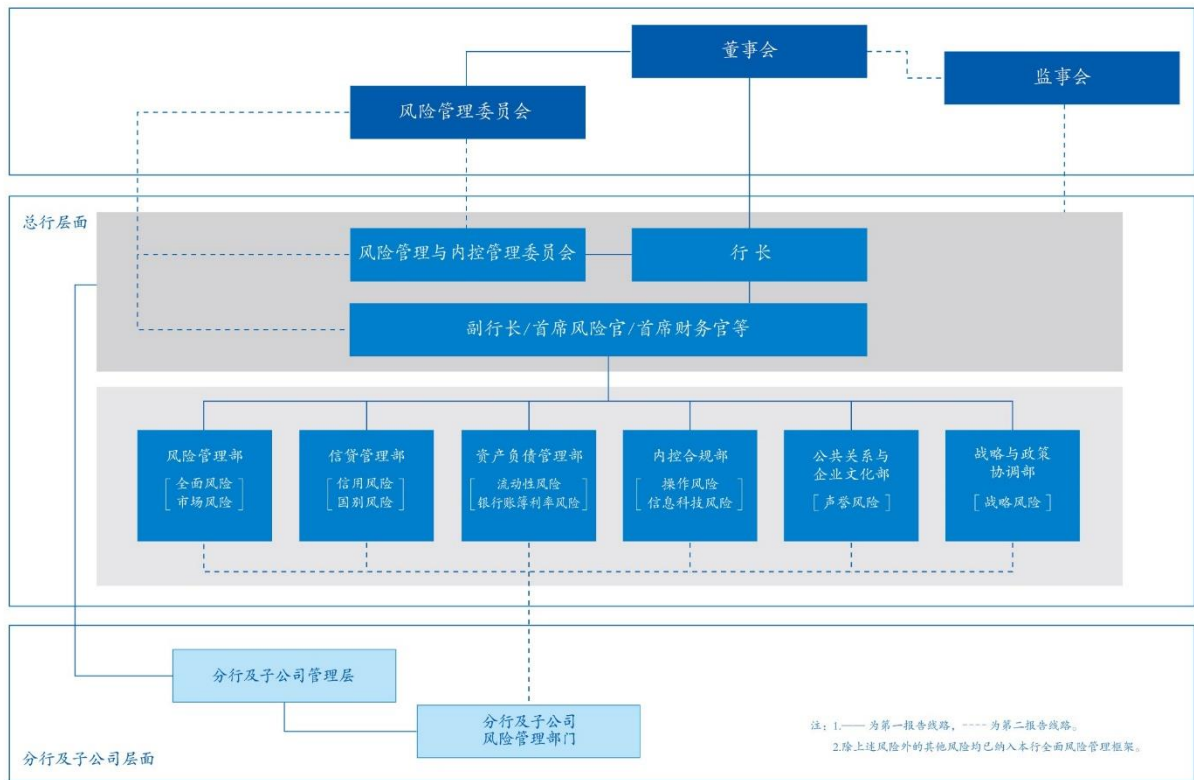 董事会
监事会
风险管理委员会
总行层面
风险管理与内控管理委员会
行 长
副行长/首席风险官/首席财务官等
风险管理部
[全面风险
市场风险]
信贷管理部
[信用风险
国别风险]
资产负债管理部
[流动性风险
银行账簿利率风险]
内控合规部
[操作风险
信息科技风险]
公共关系与
企业文化部
[声誉风险]
战略与政策
协调部
[战略风险]
分行及子公司管理层
分行及子公司
风险管理部门
注：1.—— 为第一报告线路，---- 为第二报告线路。
2.除上述风险外的其他风险均已纳入本行全面风险管理框架。
分行及子公司层面